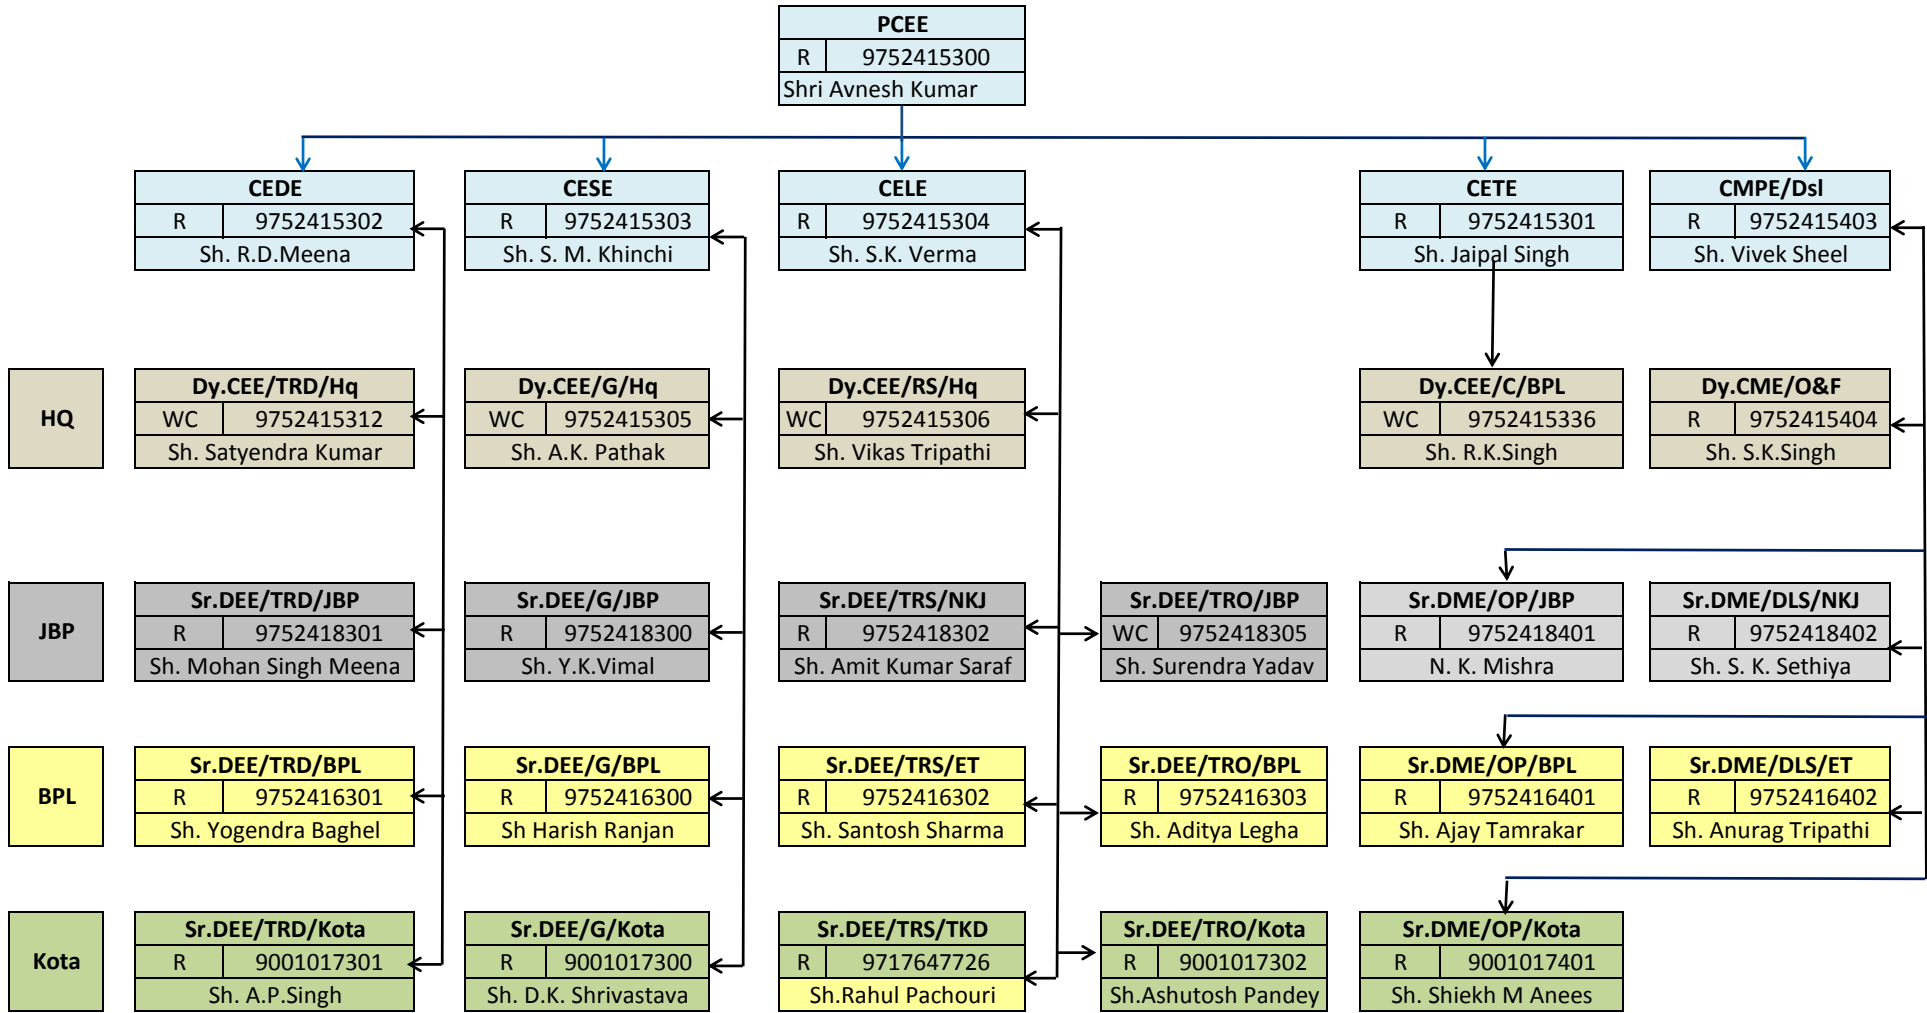 PCEE
R 9752415300
Shri Avnesh Kumar
CEDE
R 9752415302
Sh. R.D.Meena
CESE
R 9752415303
Sh. S. M. Khinchi
CELE
R 9752415304
Sh. S.K. Verma
CETE
R 9752415301
Sh. Jaipal Singh
CMPE/Dsl
R 9752415403
Sh. Vivek Sheel
HQ
Dy.CEE/TRD/Hq
WC 9752415312
Sh. Satyendra Kumar
Dy.CEE/G/Hq
WC 9752415305
Sh. A.K. Pathak
Dy.CEE/RS/Hq
WC 9752415306
Sh. Vikas Tripathi
Dy.CEE/C/BPL
WC 9752415336
Sh. R.K.Singh
Dy.CME/O&F
R 9752415404
Sh. S.K.Singh
JBP
Sr.DEE/TRD/JBP
R 9752418301
Sh. Mohan Singh Meena
Sr.DEE/G/JBP
R 9752418300
Sh. Y.K.Vimal
Sr.DEE/TRS/NKJ
R 9752418302
Sh. Amit Kumar Saraf
Sr.DEE/TRO/JBP
WC 9752418305
Sh. Surendra Yadav
Sr.DME/OP/JBP
R 9752418401
N. K. Mishra
Sr.DME/DLS/NKJ
R 9752418402
Sh. S. K. Sethiya
BPL
Sr.DEE/TRD/BPL
R 9752416301
Sh. Yogendra Baghel
Sr.DEE/G/BPL
R 9752416300
Sh Harish Ranjan
Sr.DEE/TRS/ET
R 9752416302
Sh. Santosh Sharma
Sr.DEE/TRO/BPL
R 9752416303
Sh. Aditya Legha
Sr.DME/OP/BPL
R 9752416401
Sh. Ajay Tamrakar
Sr.DME/DLS/ET
R 9752416402
Sh. Anurag Tripathi
Kota
Sr.DEE/TRD/Kota
R 9001017301
Sh. A.P.Singh
Sr.DEE/G/Kota
R 9001017300
Sh. D.K. Shrivastava
Sr.DEE/TRS/TKD
R 9717647726
Sh.Rahul Pachouri
Sr.DEE/TRO/Kota
R 9001017302
Sh.Ashutosh Pandey
Sr.DME/OP/Kota
R 9001017401
Sh. Shiekh M Anees